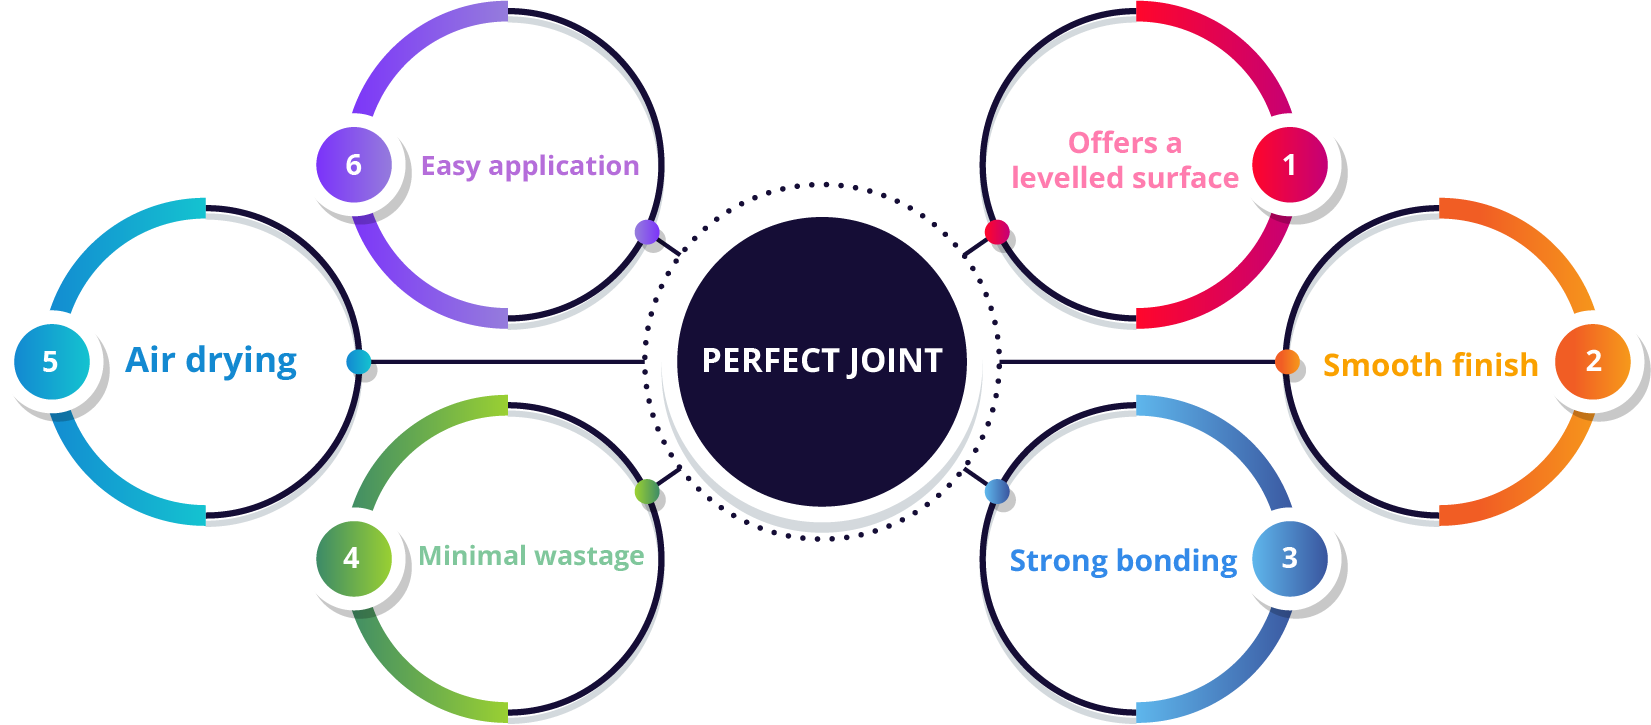 PERFECT JOINT
1
Offers a
levelled surface
2
Smooth finish
3
Strong bonding
4
Minimal wastage
5
Air drying
6
Easy application